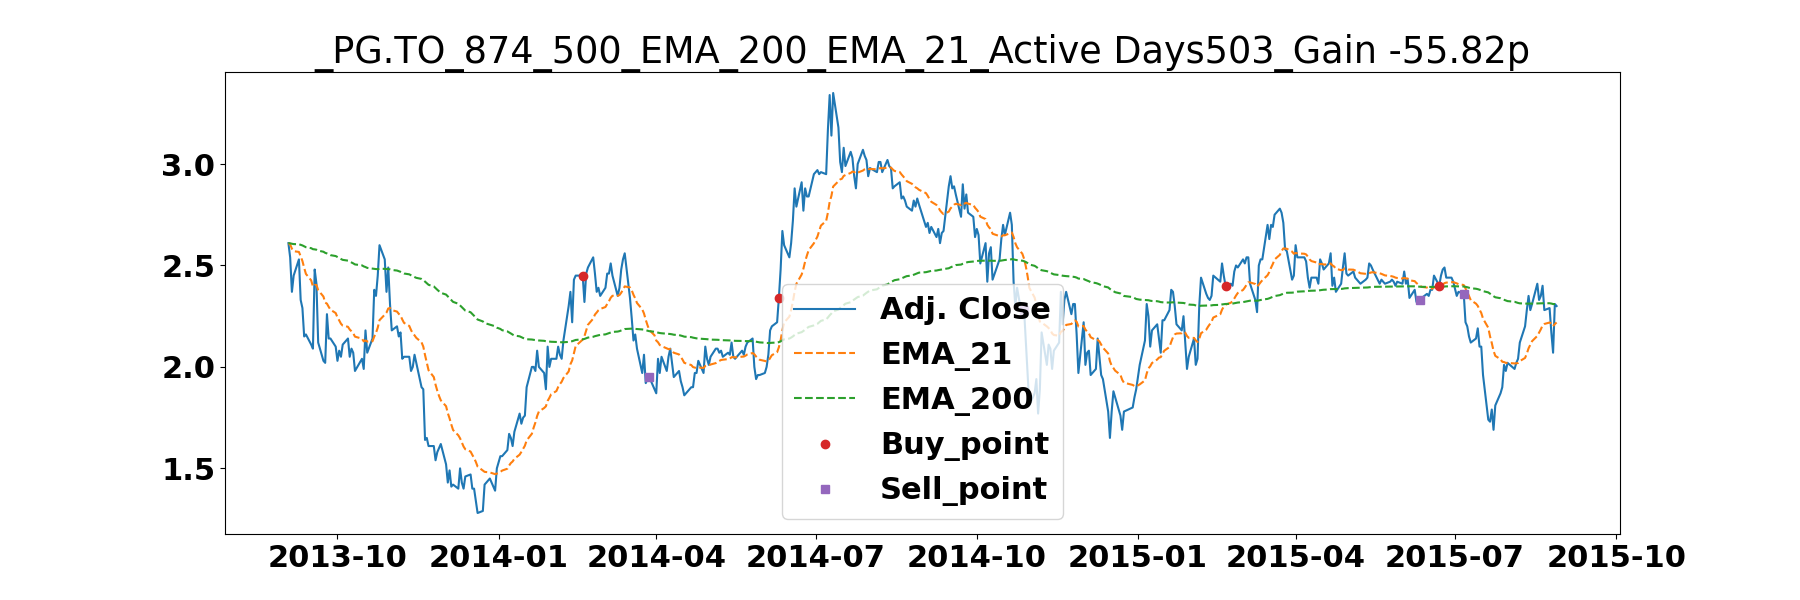 _PG.TO_874_500_EMA_200_EMA_21_Active Days503_Gain -55.82p
3.0
2.5
2.0
1.5
Adj. Close
EMA_21
EMA_200
Buy_point
Sell_point
2013-10 2014-01 2014-04 2014-07 2014-10 2015-01 2015-04 2015-07 2015-10